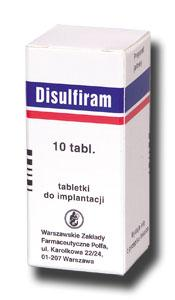 Disulfiram
10 tabl.
tabletki
do implantacji
Warszawskie Zakłady
Farmaceutyczne Polfa,
ul. Karolkowa 22/24,
01-207 Warszawa